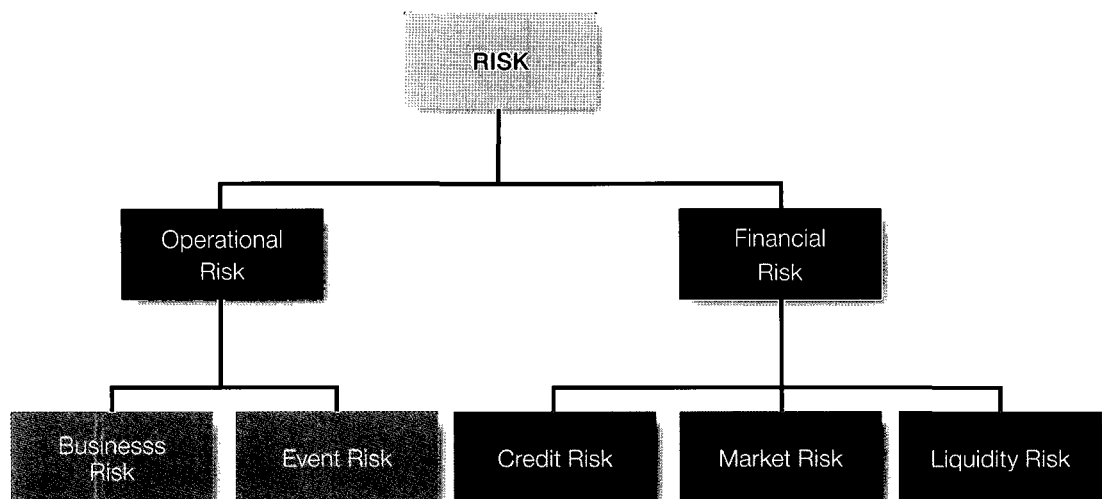 RISK
Operational
Risk
Financial
Risk
Businesss
Risk
Event Risk
Credit Risk
Market Risk
Liquidity Risk